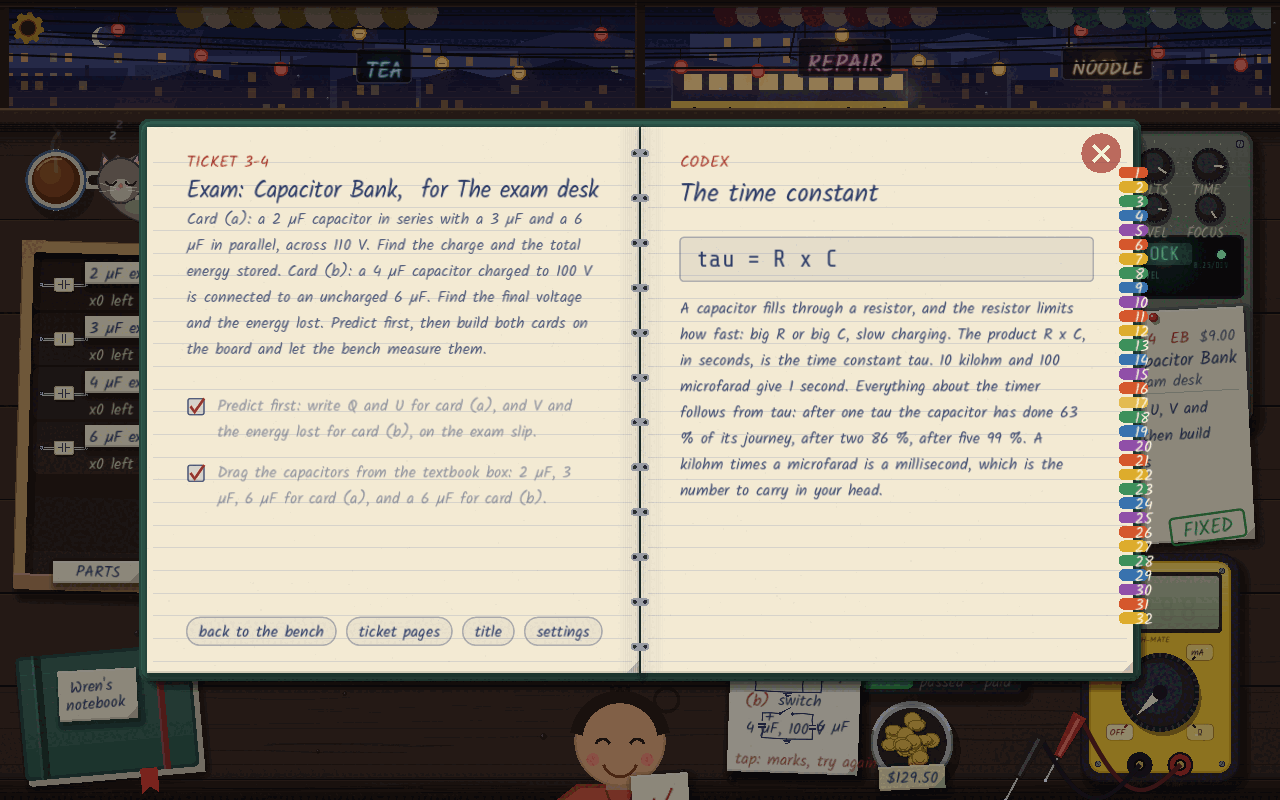 TEA
REPAIR
NOODLE
TICKET 3-4
Exam: Capacitor Bank, for The exam desk
Card (a): a 2 µF capacitor in series with a 3 µF and a 6
µF in parallel, across 110 V. Find the charge and the total
energy stored. Card (b): a 4 µF capacitor charged to 100 V
is connected to an uncharged 6 µF. Find the final voltage
and the energy lost. Predict first, then build both cards on
the board and let the bench measure them.
Predict first: write Q and U for card (a), and V and
the energy lost for card (b), on the exam slip.
Drag the capacitors from the textbook box: 2 µF, 3
µF, 6 µF for card (a), and a 6 µF for card (b).
back to the bench
ticket pages
title
settings
CODEX
The time constant
tau = R x C
A capacitor fills through a resistor, and the resistor limits
how fast: big R or big C, slow charging. The product R x C,
in seconds, is the time constant tau. 10 kilohm and 100
microfarad give 1 second. Everything about the timer
follows from tau: after one tau the capacitor has done 63
% of its journey, after two 86 %, after five 99 %. A
kilohm times a microfarad is a millisecond, which is the
number to carry in your head.
1
2
3
4
5
6
7
8
9
10
11
12
13
14
15
16
17
18
19
20
21
22
23
24
25
26
27
28
29
30
31
32
z
z
2 µF
x0 left
3 µF
x0 left
4 µF
x0 left
6 µF
x0 left
PARTS
TIME
FOCUS
EB $9.00
Bank
desk
U, V and
build
FIXED
mA
OFF
Ω
Wren's
notebook
(b) switch
4 µF, 100 6 µF
tap: marks, try again
passed paid
$129.50